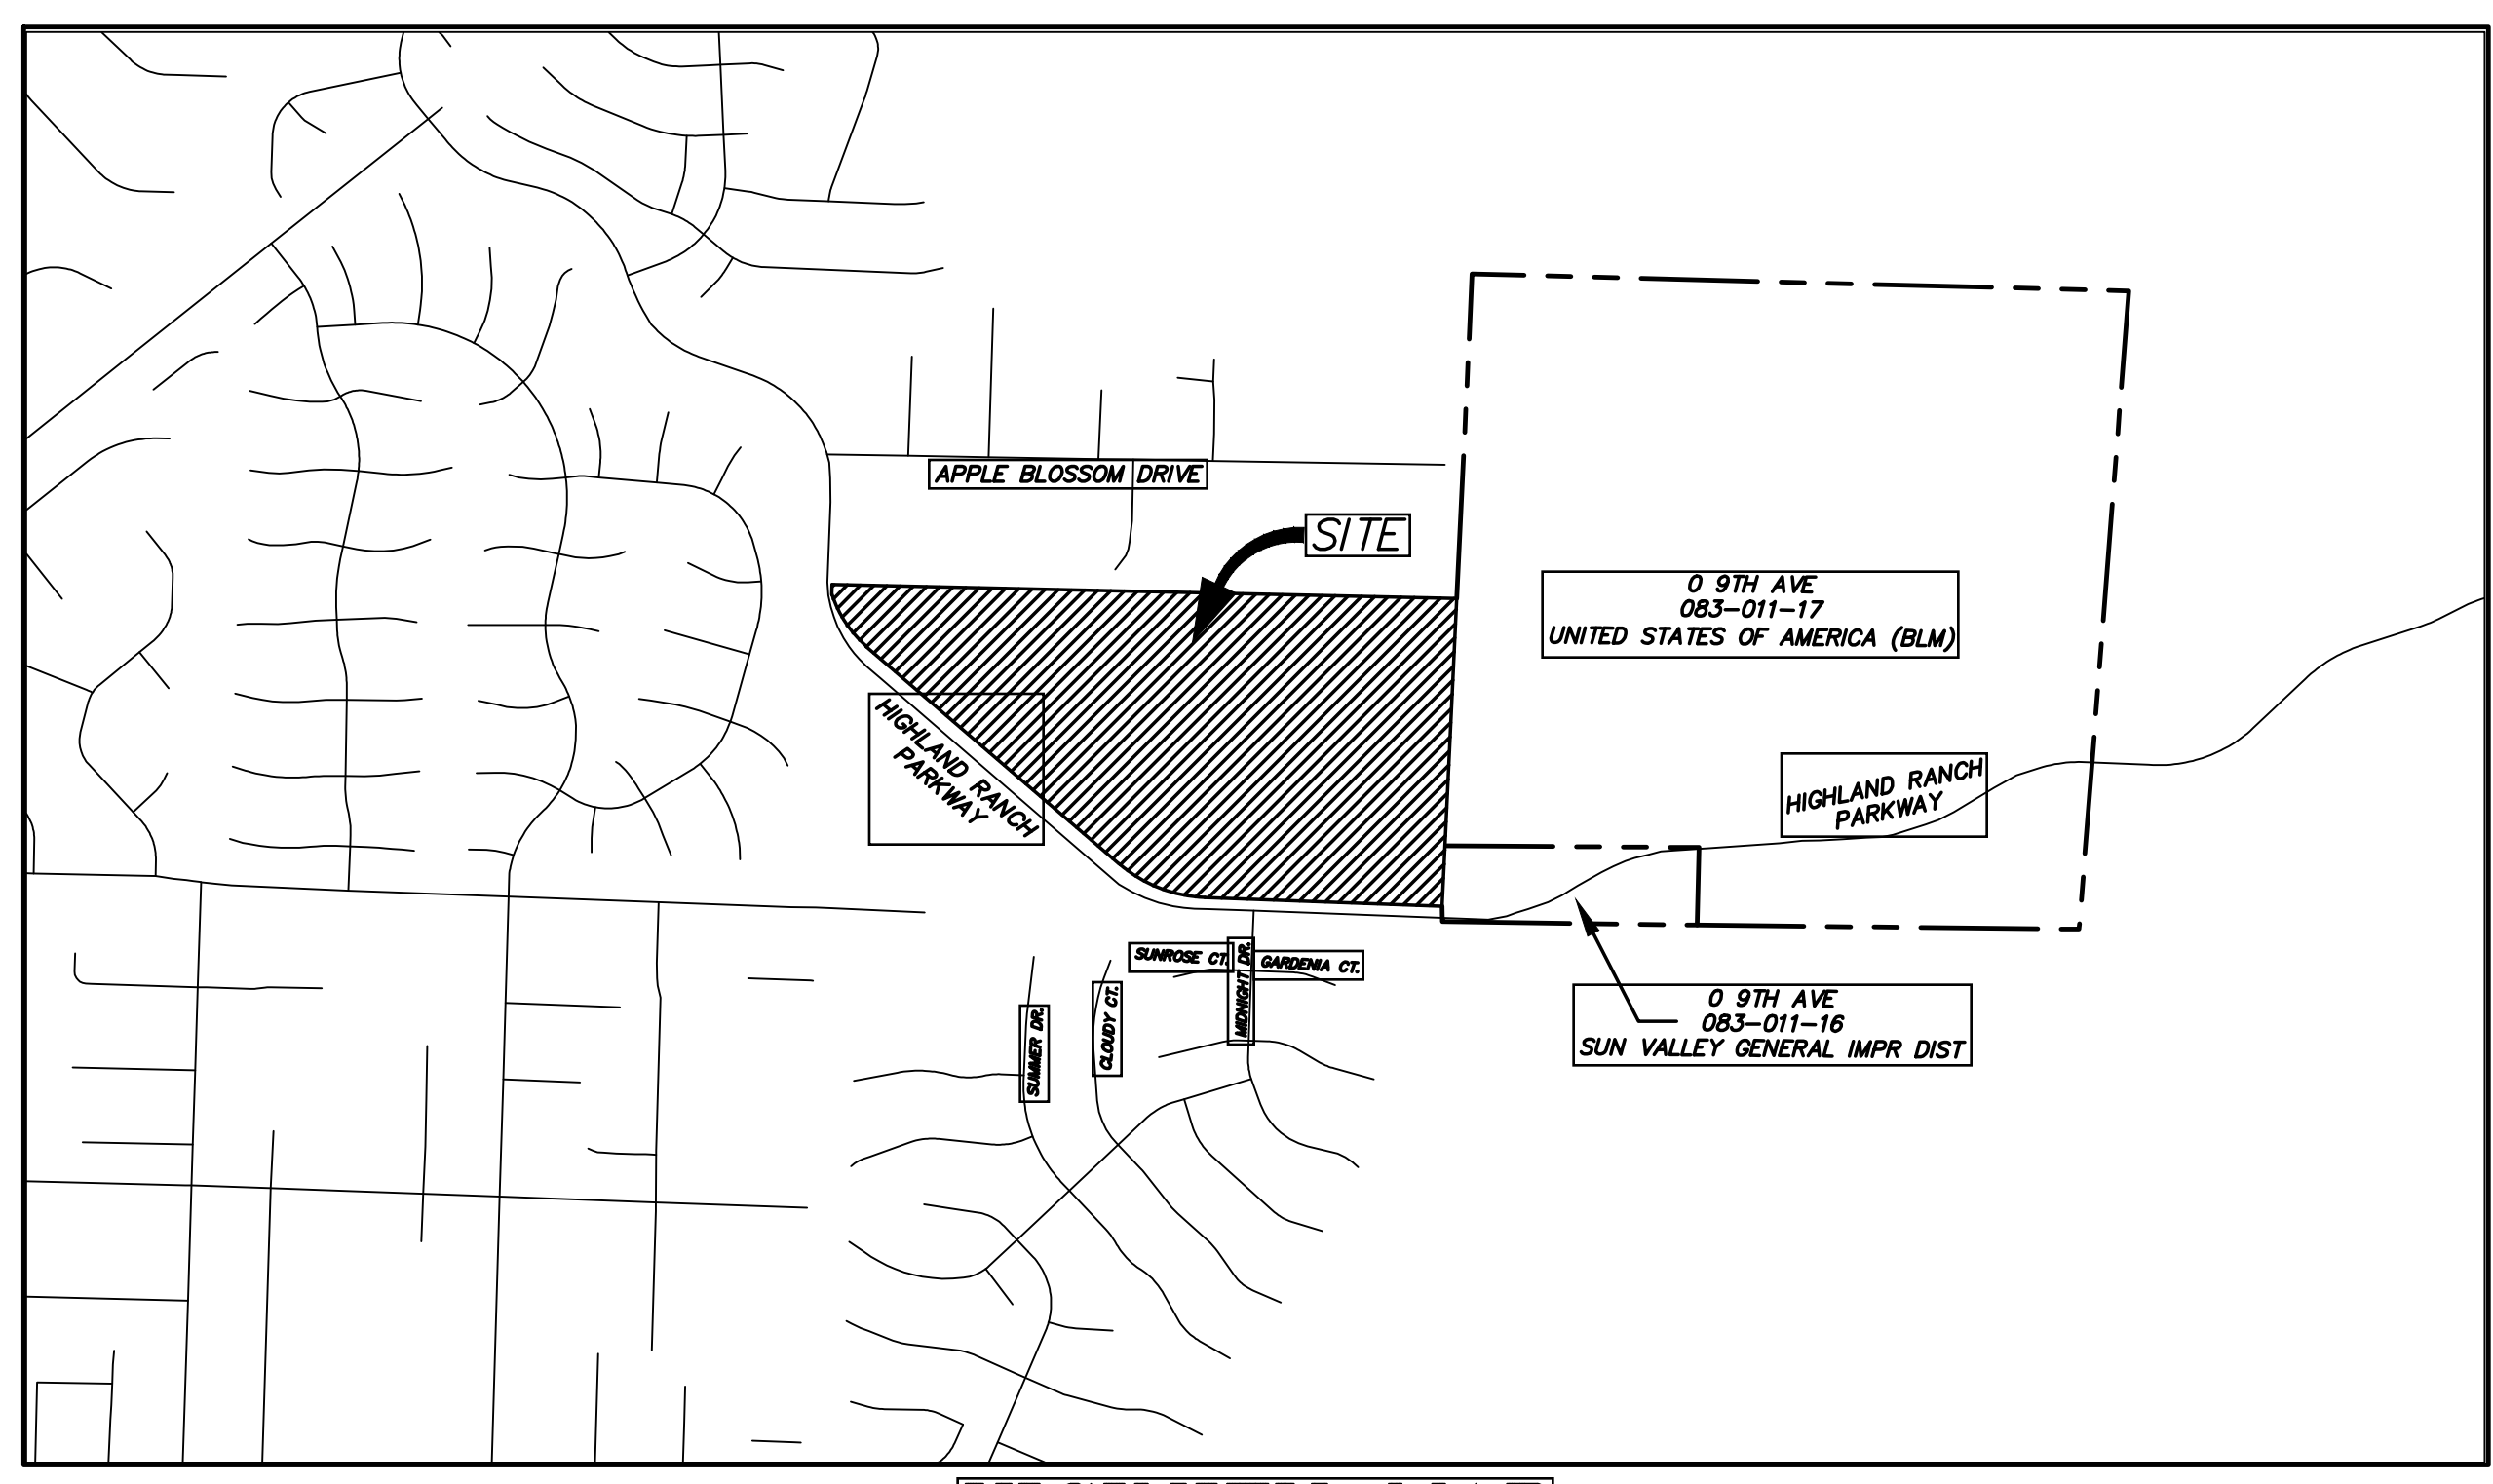 APPLE BLOSSOM DRIVE
SITE
0 9TH AVE
083-011-17
UNITED STATES OF AMERICA (BLM)
HIGHLAND RANCH
PARKWAY
HIGHLAND RANCH
PARKWAY
SUNROSE CT.
MIDNIGHT DR.
GARDENIA CT.
SUMMER DR.
CLOUDY CT.
0 9TH AVE
083-011-16
SUN VALLEY GENERAL IMPR DIST